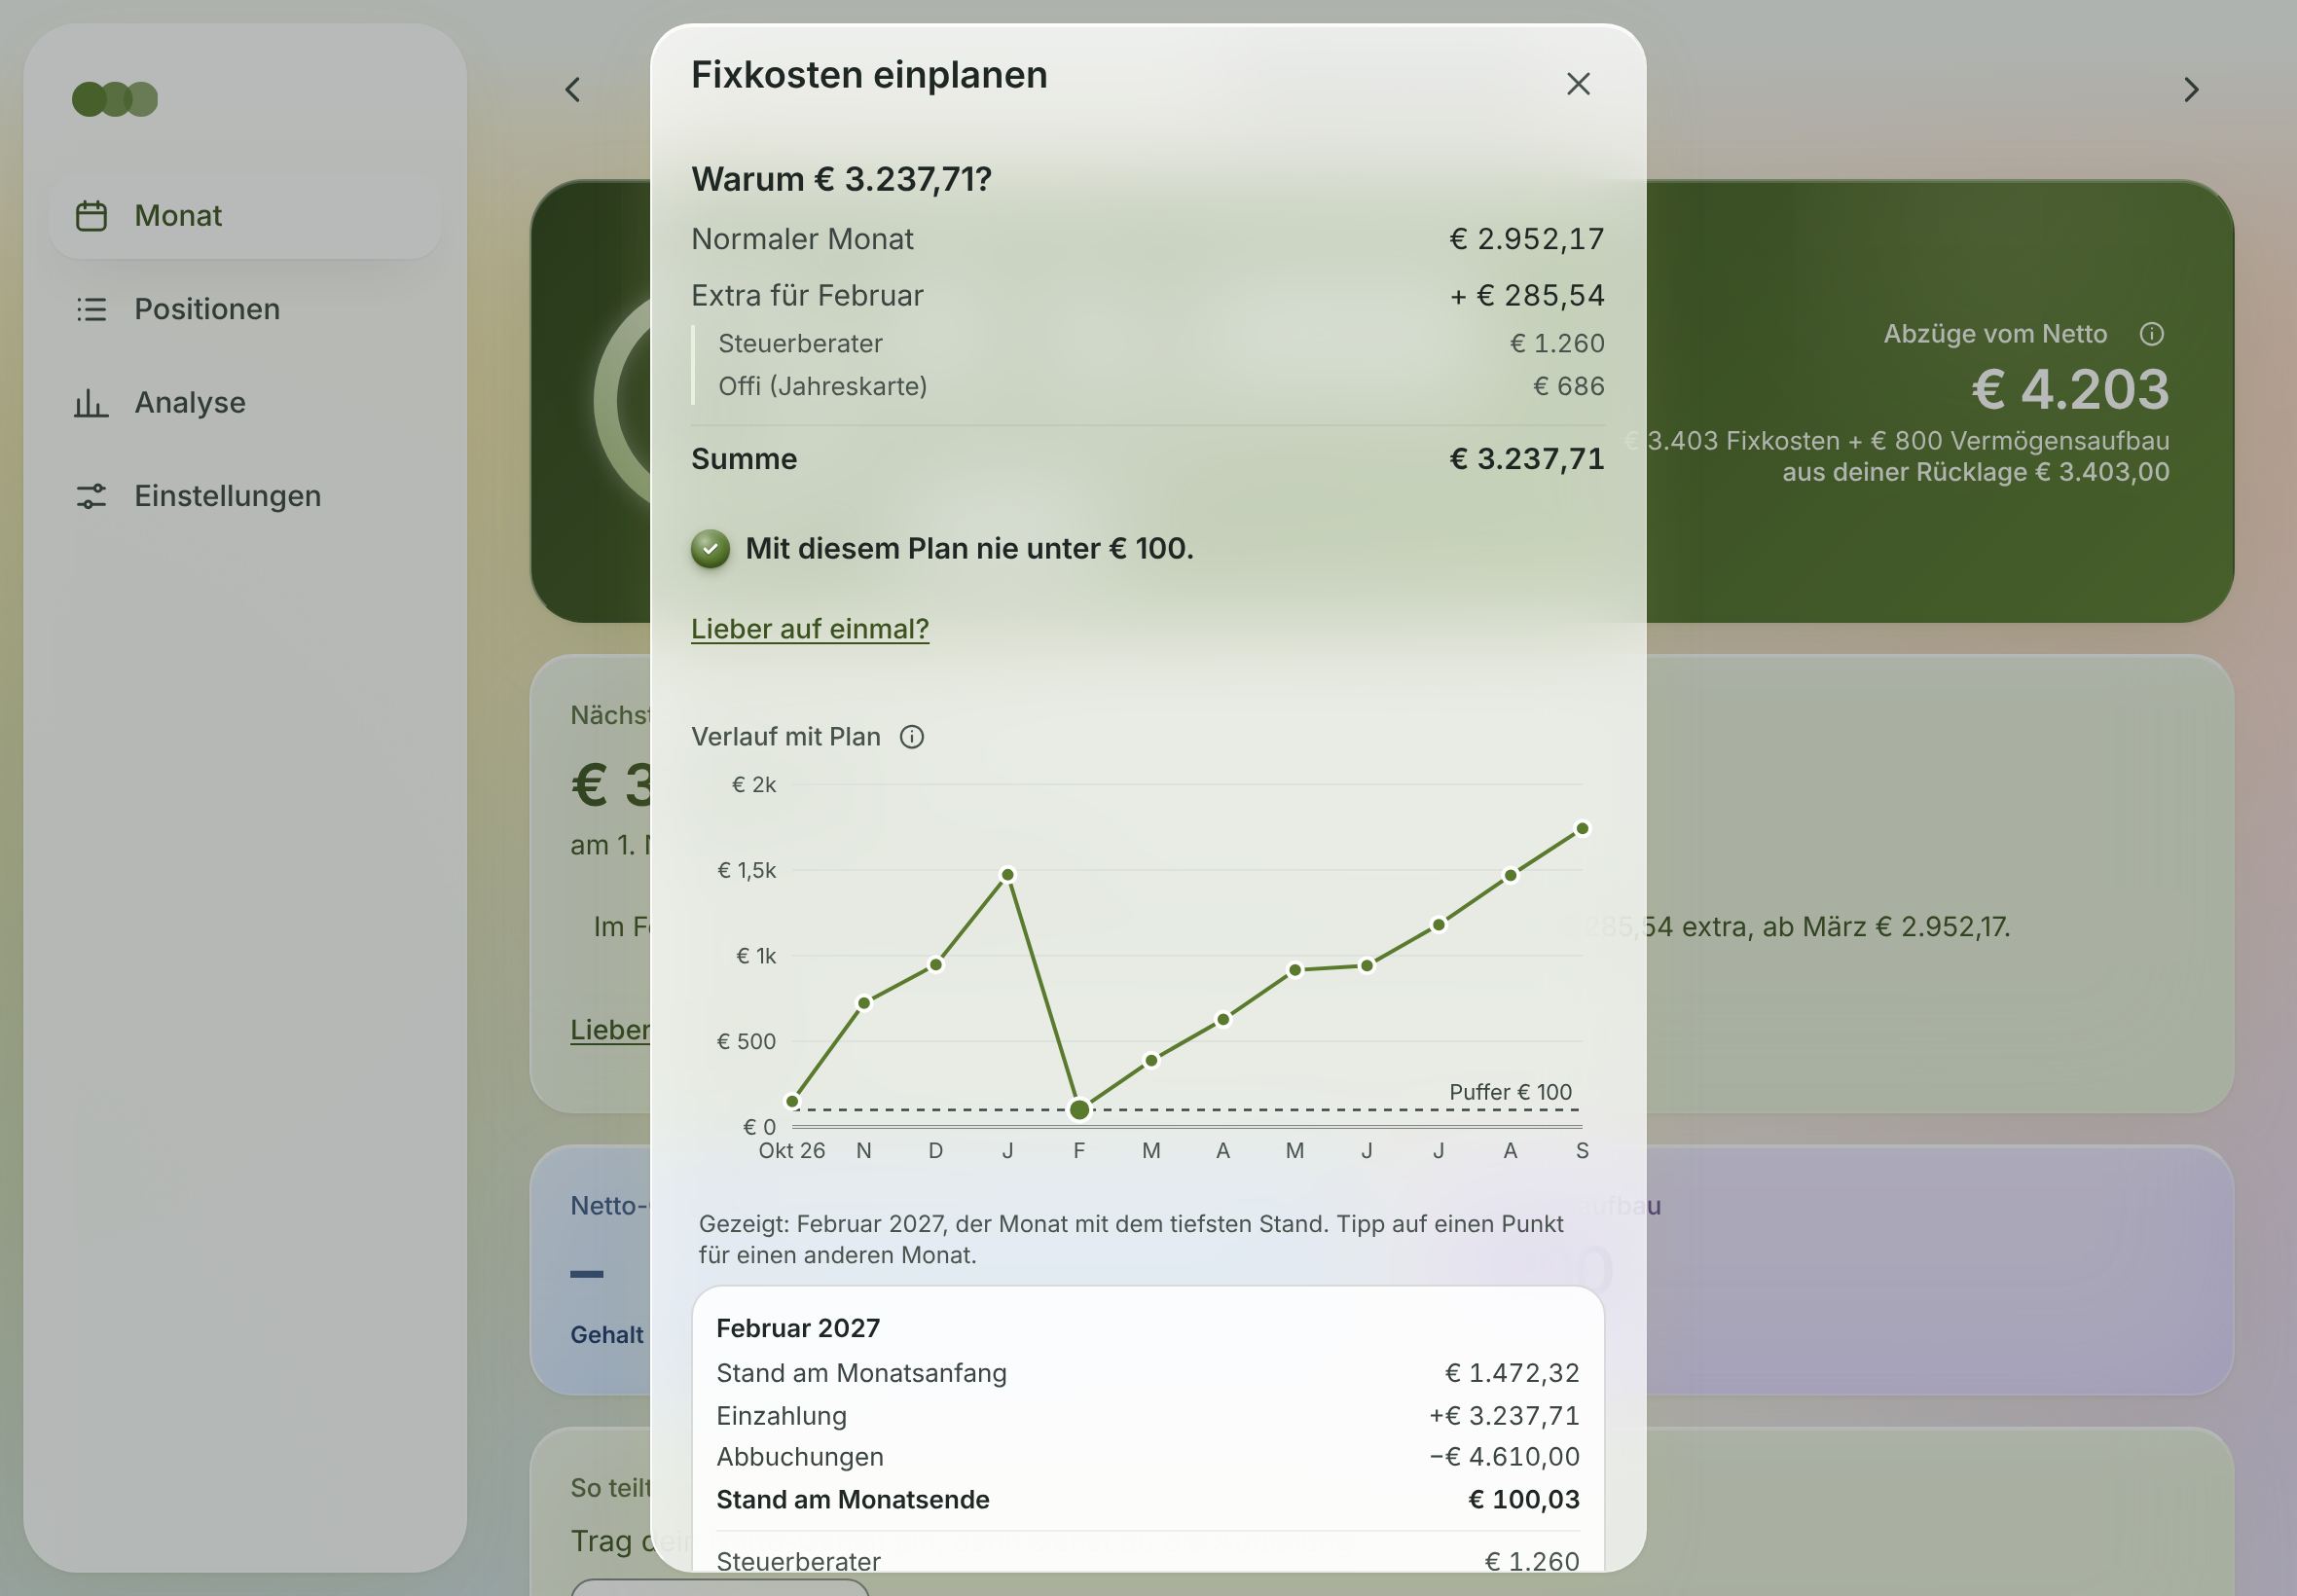 Monat
Positionen
Analyse
Einstellungen
Fixkosten einplanen
Warum € 3.237,71?
Normaler Monat € 2.952,17
Extra für Februar + € 285,54
Steuerberater € 1.260
Offi (Jahreskarte) € 686
Summe € 3.237,71
Mit diesem Plan nie unter € 100.
Lieber auf einmal?
Verlauf mit Plan
€ 2k
€ 1,5k
€ 1k
€ 500
Puffer € 100
€ 0
Okt 26 N D J F M A M J J A S
Gezeigt: Februar 2027, der Monat mit dem tiefsten Stand. Tipp auf einen Punkt
für einen anderen Monat.
Februar 2027
Stand am Monatsanfang € 1.472,32
Einzahlung +€ 3.237,71
Abbuchungen −€ 4.610,00
Stand am Monatsende € 100,03
Steuerberater € 1.260
Abzüge vom Netto
€ 4.203
€ 3.403 Fixkosten + € 800 Vermögensaufbau
aus deiner Rücklage € 3.403,00
€ 3
am 1.
Im
285,54 extra, ab März € 2.952,17.
Lieber
Netto-
Gehalt
So teilt
Trag